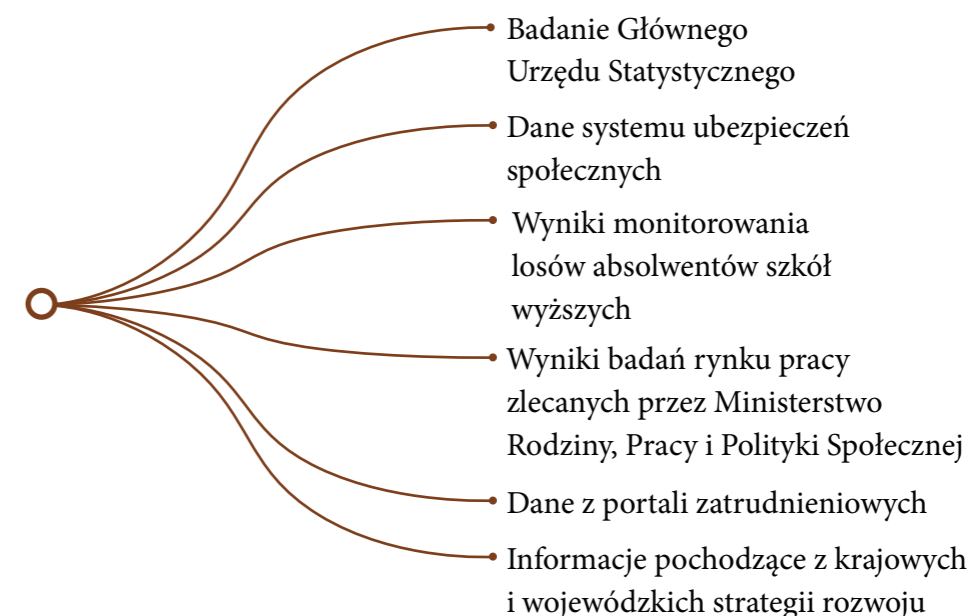 Badanie Głównego
Urzędu Statystycznego
Dane systemu ubezpieczeń
społecznych
Wyniki monitorowania
losów absolwentów szkół
wyższych
Wyniki badań rynku pracy
zlecanych przez Ministerstwo
Rodziny, Pracy i Polityki Społecznej
Dane z portali zatrudnieniowych
Informacje pochodzące z krajowych
i wojewódzkich strategii rozwoju